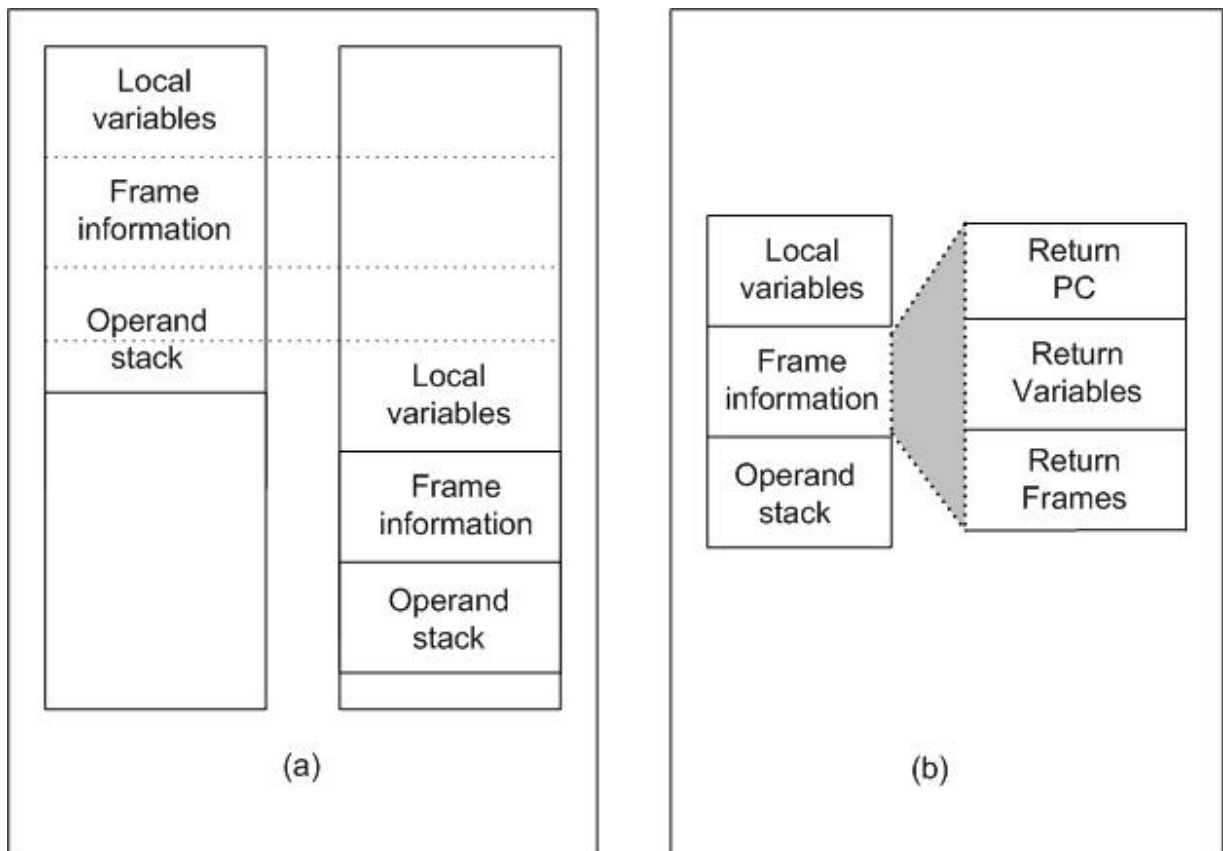 Local
variables
Frame
information
Operand
stack
Local
variables
Frame
information
Operand
stack
(a)
Local
variables
Frame
information
Operand
stack
Return
PC
Return
Variables
Return
Frames
(b)